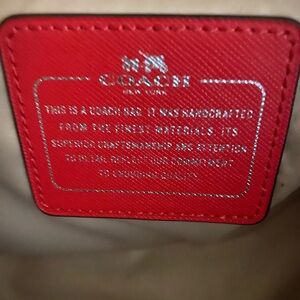 COACH
NEW YORK
THIS IS A COACH BAG. IT WAS HANDCRAFTED
FROM THE FINEST MATERIALS. ITS
SUPERIOR CRAFTSMANSHIP AND ATTENTION
TO DETAIL REFLECT OUR COMMITMENT
TO ENDURING QUALITY.